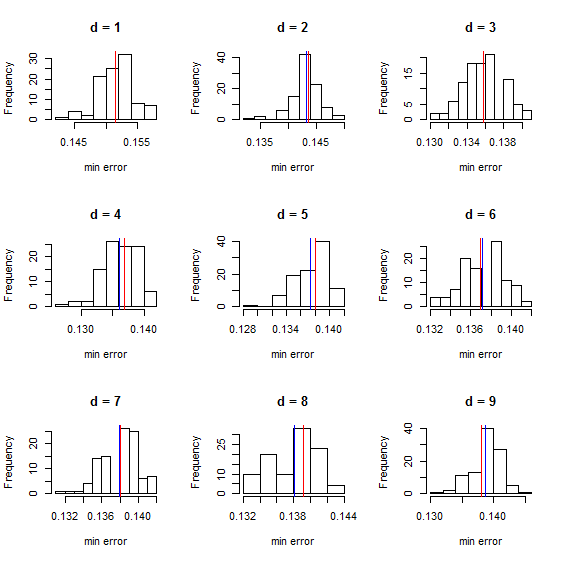 d = 1
d = 2
d = 3
Frequency
0 10 20 30
0.145 0.155
min error
Frequency
0 20 40
0.135 0.145
min error
Frequency
0 5 15
0.130 0.134 0.138
min error
d = 4
d = 5
d = 6
Frequency
0 10 20
0.130 0.140
min error
Frequency
0 20 40
0.128 0.134 0.140
min error
Frequency
0 10 20
0.132 0.136 0.140
min error
d = 7
d = 8
d = 9
Frequency
0 10 20
0.132 0.136 0.140
min error
Frequency
0 10 20 30
0.132 0.138 0.144
min error
Frequency
0 20 40
0.130 0.140
min error